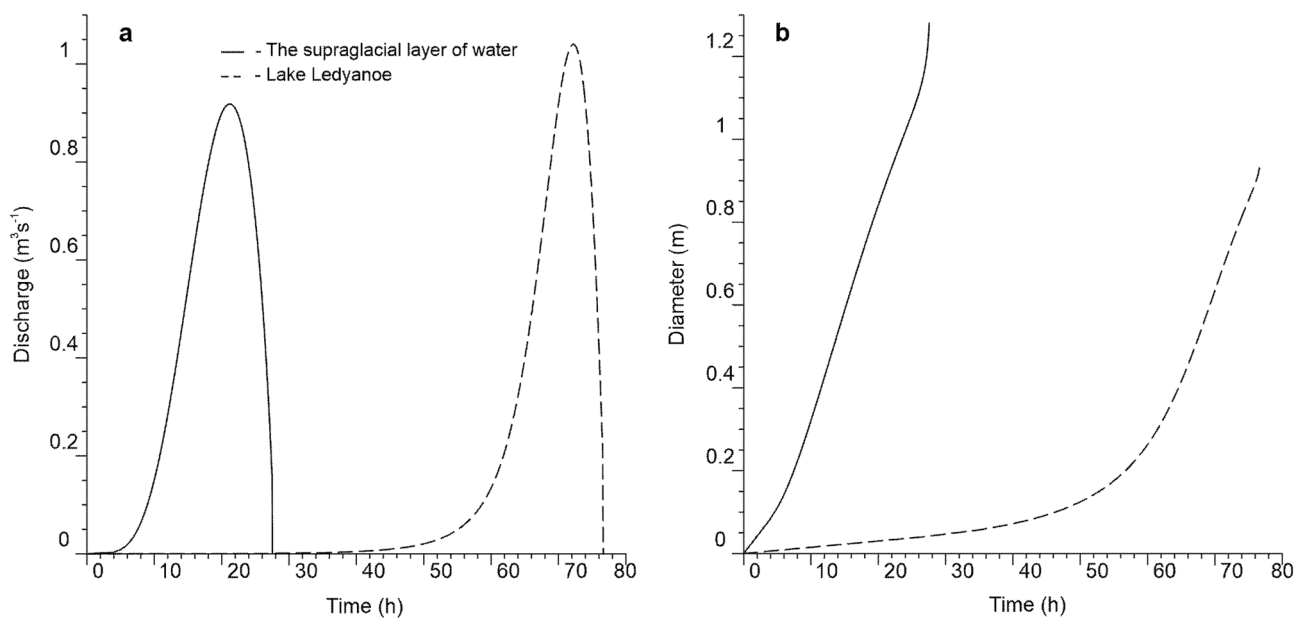 a
- The supraglacial layer of water
- Lake Ledyanoe
1
0.8
0.6
0.4
0.2
0
Discharge (m³s⁻¹)
0 10 20 30 40 50 60 70 80
Time (h)
b
1.2
1
0.8
0.6
0.4
0.2
0
Diameter (m)
0 10 20 30 40 50 60 70 80
Time (h)